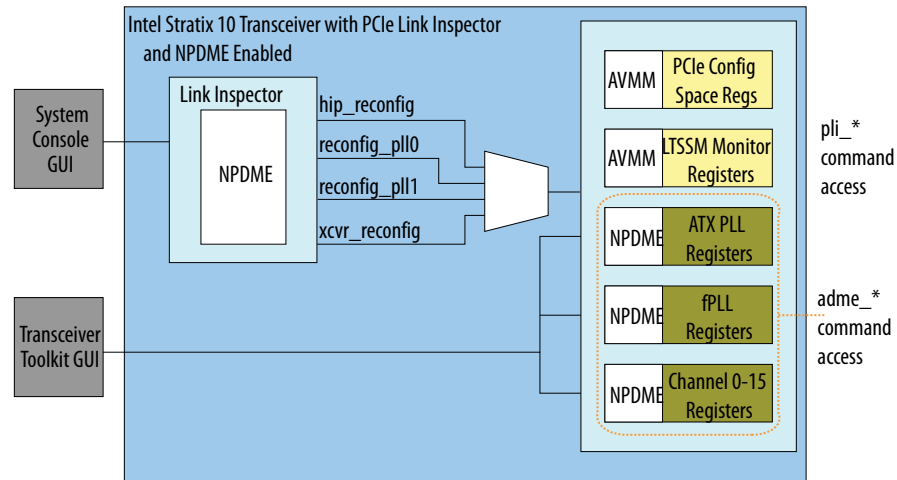 Intel Stratix 10 Transceiver with PCIe Link Inspector
and NPDME Enabled
System
Console
GUI
Link Inspector
NPDME
hip_reconfig
reconfig_pll0
reconfig_pll1
xcvr_reconfig
AVMM
PCIe Config
Space Regs
AVMM
LTSSM Monitor
Registers
NPDME
ATX PLL
Registers
NPDME
fPLL
Registers
NPDME
Channel 0-15
Registers
pli_*
command
access
adme_*
command
access
Transceiver
Toolkit GUI